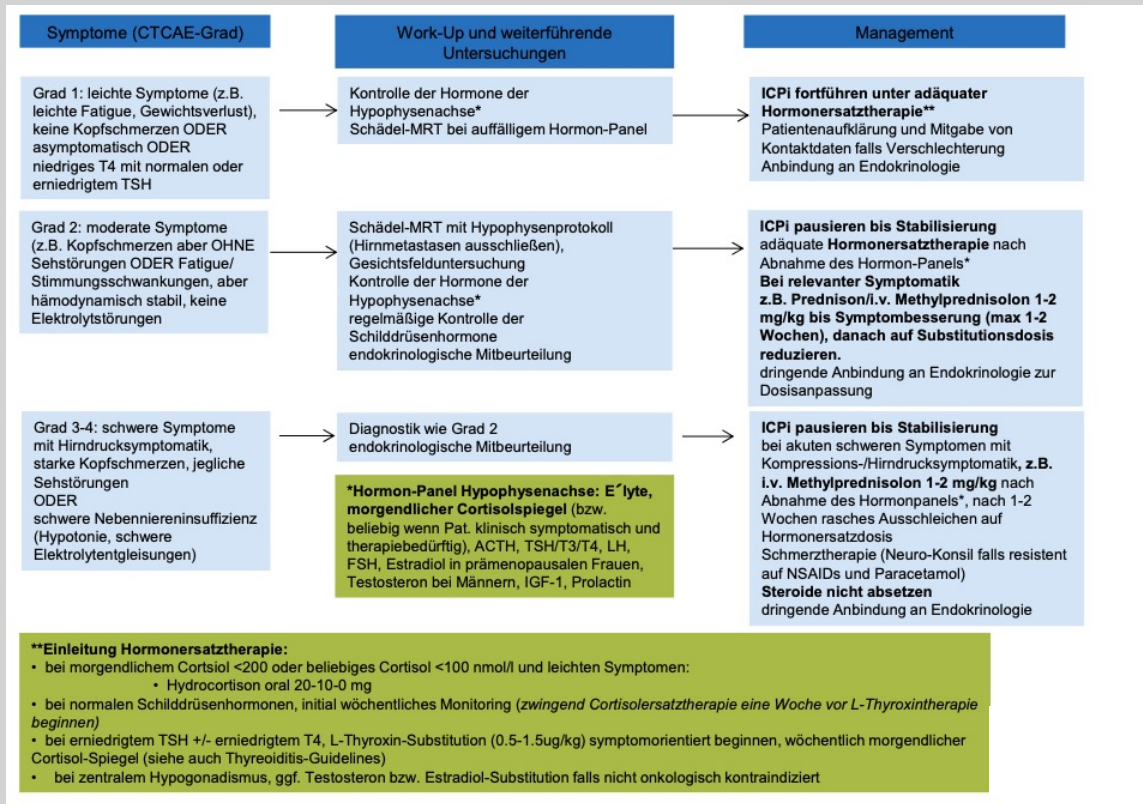 Symptome (CTCAE-Grad)
Work-Up und weiterführende
Untersuchungen
Management
Grad 1: leichte Symptome (z.B.
leichte Fatigue, Gewichtsverlust),
keine Kopfschmerzen ODER
asymptomatisch ODER
niedriges T4 mit normalen oder
erniedrigtem TSH
Kontrolle der Hormone der
Hypophysenachse*
Schädel-MRT bei auffälligem Hormon-Panel
ICPi fortführen unter adäquater
Hormonersatztherapie**
Patientenaufklärung und Mitgabe von
Kontaktdaten falls Verschlechterung
Anbindung an Endokrinologie
Grad 2: moderate Symptome
(z.B. Kopfschmerzen aber OHNE
Sehstörungen ODER Fatigue/
Stimmungsschwankungen, aber
hämodynamisch stabil, keine
Elektrolytstörungen
Schädel-MRT mit Hypophysenprotokoll
(Hirnmetastasen ausschließen),
Gesichtsfelduntersuchung
Kontrolle der Hormone der
Hypophysenachse*
regelmäßige Kontrolle der
Schilddrüsenhormone
endokrinologische Mitbeurteilung
ICPi pausieren bis Stabilisierung
adäquate Hormonersatztherapie nach
Abnahme des Hormon-Panels*
Bei relevanter Symptomatik
z.B. Prednison/i.v. Methylprednisolon 1-2
mg/kg bis Symptombesserung (max 1-2
Wochen), danach auf Substitutionsdosis
reduzieren.
dringende Anbindung an Endokrinologie zur
Dosisanpassung
Grad 3-4: schwere Symptome
mit Hirndrucksymptomatik,
starke Kopfschmerzen, jegliche
Sehstörungen
ODER
schwere Nebenniereninsuffizienz
(Hypotonie, schwere
Elektrolytentgleisungen)
Diagnostik wie Grad 2
endokrinologische Mitbeurteilung
ICPi pausieren bis Stabilisierung
bei akuten schweren Symptomen mit
Kompressions-/Hirndrucksymptomatik, z.B.
i.v. Methylprednisolon 1-2 mg/kg nach
Abnahme des Hormonpanels*, nach 1-2
Wochen rasches Ausschleichen auf
Hormonersatzdosis
Schmerztherapie (Neuro-Konsil falls resistent
auf NSAIDs und Paracetamol)
Steroide nicht absetzen
dringende Anbindung an Endokrinologie
*Hormon-Panel Hypophysenachse: E´lyte,
morgendlicher Cortisolspiegel (bzw.
beliebig wenn Pat. klinisch symptomatisch und
therapiebedürftig), ACTH, TSH/T3/T4, LH,
FSH, Estradiol in prämenopausalen Frauen,
Testosteron bei Männern, IGF-1, Prolactin
**Einleitung Hormonersatztherapie:
• bei morgendlichem Cortsiol <200 oder beliebiges Cortisol <100 nmol/l und leichten Symptomen:
• Hydrocortison oral 20-10-0 mg
• bei normalen Schilddrüsenhormonen, initial wöchentliches Monitoring (zwingend Cortisolersatztherapie eine Woche vor L-Thyroxintherapie
beginnen)
• bei erniedrigtem TSH +/- erniedrigtem T4, L-Thyroxin-Substitution (0.5-1.5ug/kg) symptomorientiert beginnen, wöchentlich morgendlicher
Cortisol-Spiegel (siehe auch Thyreoiditis-Guidelines)
• bei zentralem Hypogonadismus, ggf. Testosteron bzw. Estradiol-Substitution falls nicht onkologisch kontraindiziert